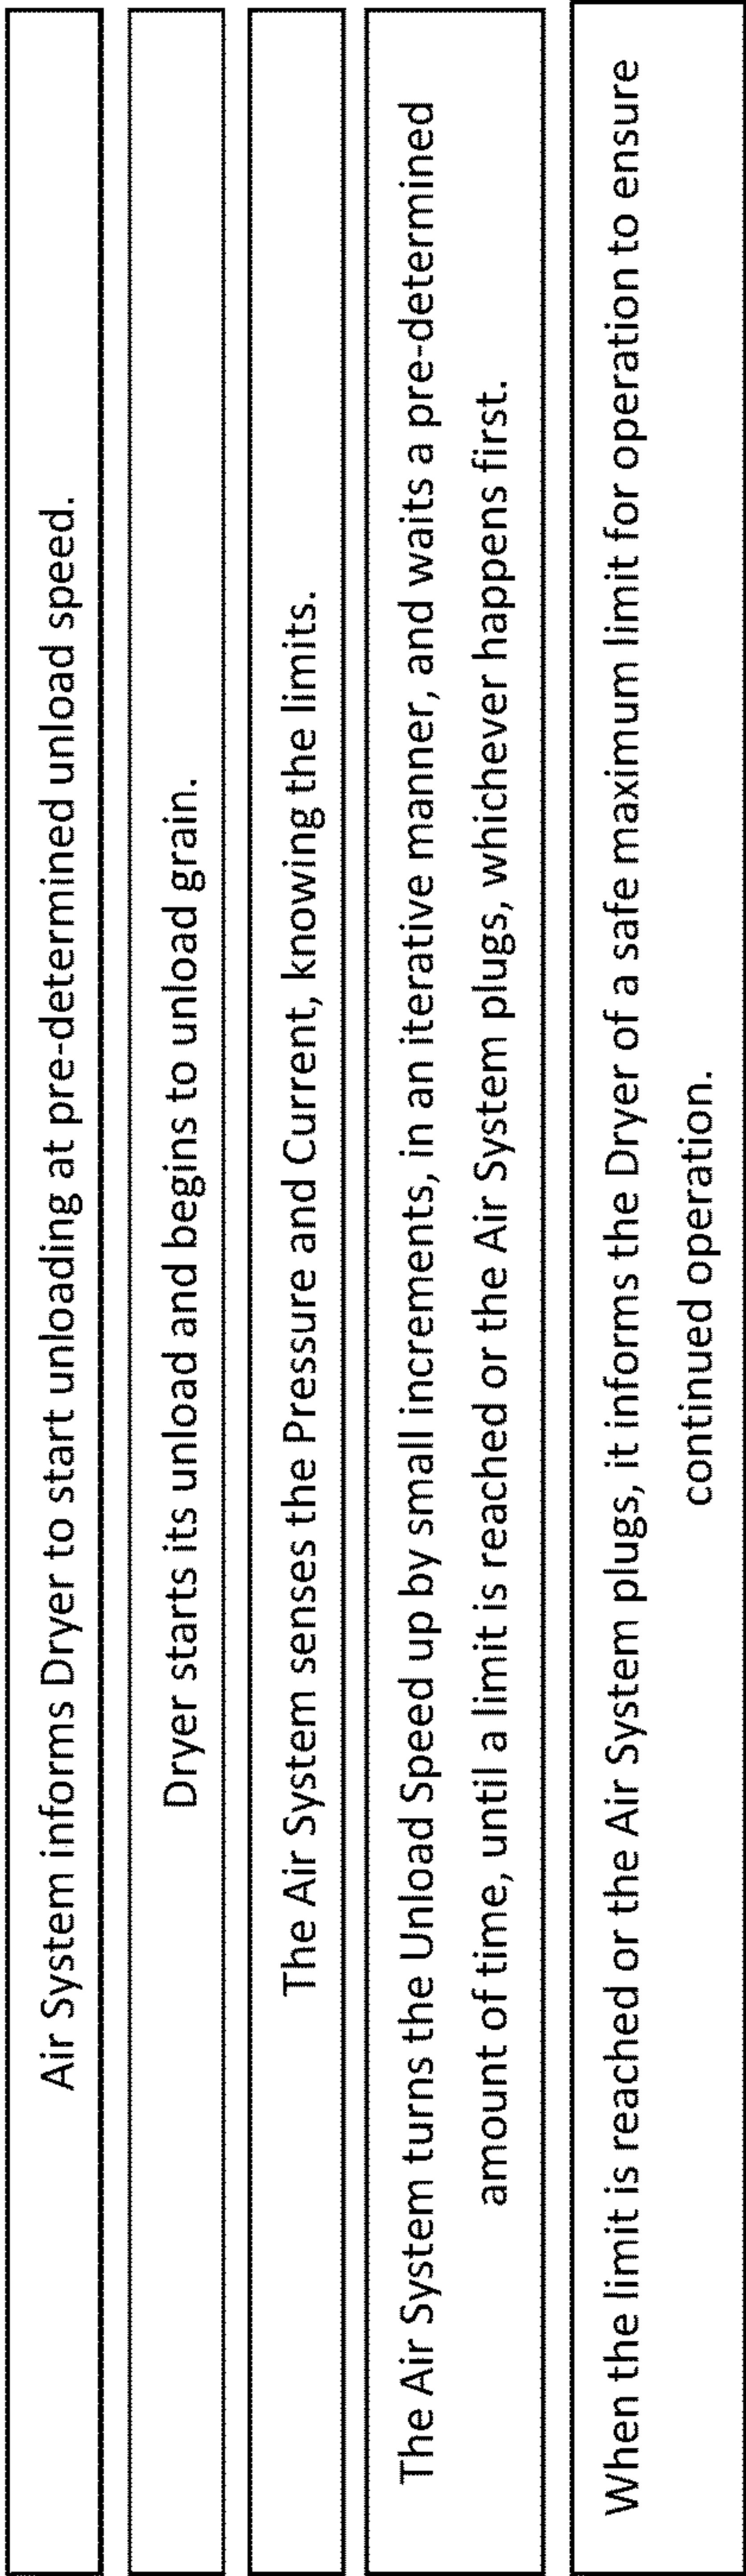 Air System informs Dryer to start unloading at pre-determined unload speed.
Dryer starts its unload and begins to unload grain.
The Air System senses the Pressure and Current, knowing the limits.
The Air System turns the Unload Speed up by small increments, in an iterative manner, and waits a pre-determined
amount of time, until a limit is reached or the Air System plugs, whichever happens first.
When the limit is reached or the Air System plugs, it informs the Dryer of a safe maximum limit for operation to ensure
continued operation.